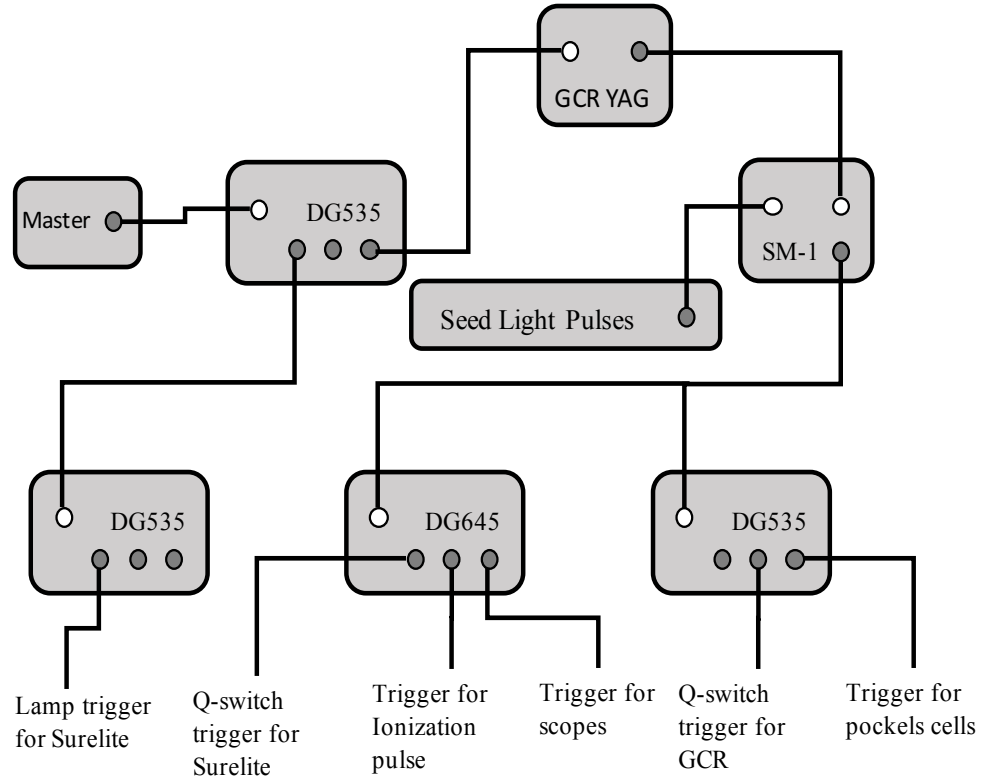 GCR YAG
Master
DG535
SM-1
Seed Light Pulses
DG535
DG645
DG535
Lamp trigger
for Surelite
Q-switch
trigger for
Surelite
Trigger for
Ionization
pulse
Trigger for
scopes
Q-switch
trigger for
GCR
Trigger for
pockels cells